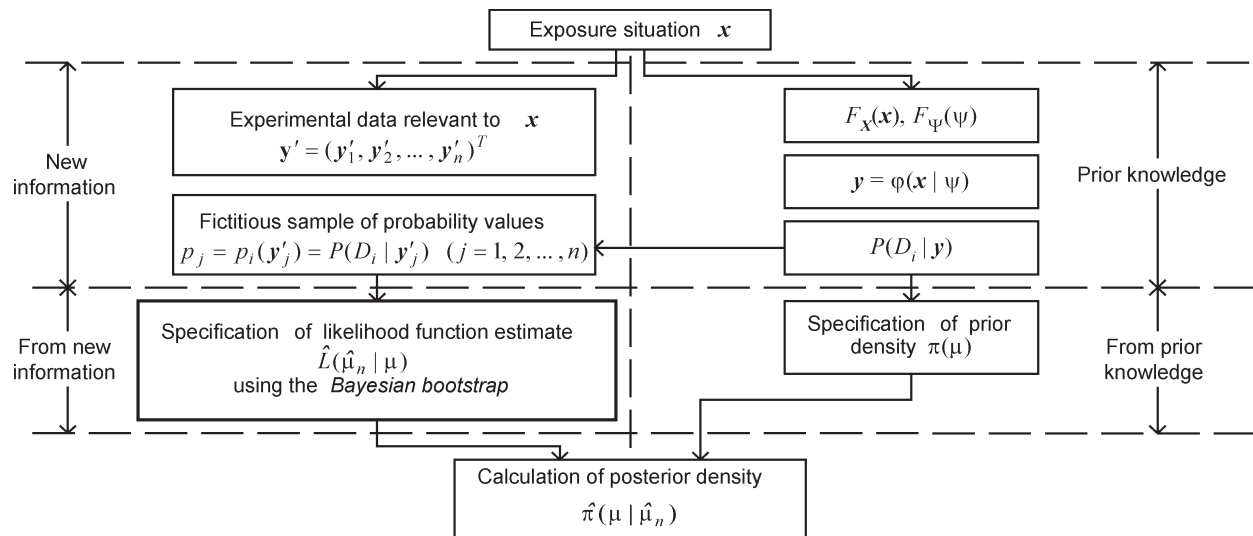 Exposure situation x
New
information
Experimental data relevant to x
y′ = (y′₁, y′₂, ... , y′ₙ)ᵀ
Fictitious sample of probability values
pⱼ = pᵢ(y′ⱼ) = P(Dᵢ | y′ⱼ) (j = 1, 2, ... , n)
F_X(x), F_Ψ(ψ)
y = φ(x | ψ)
P(Dᵢ | y)
Prior knowledge
From new
information
Specification of likelihood function estimate
L̂(μ̂ₙ | μ)
using the Bayesian bootstrap
Specification of prior
density π(μ)
From prior
knowledge
Calculation of posterior density
π̂(μ | μ̂ₙ)